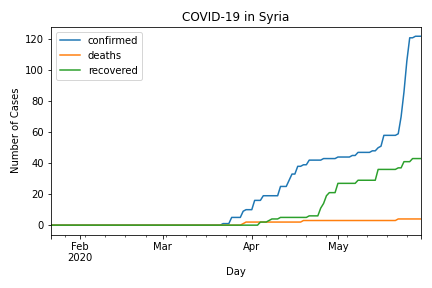 COVID-19 in Syria
confirmed
deaths
recovered
Number of Cases
120
100
80
60
40
20
0
Feb Mar Apr May
2020
Day